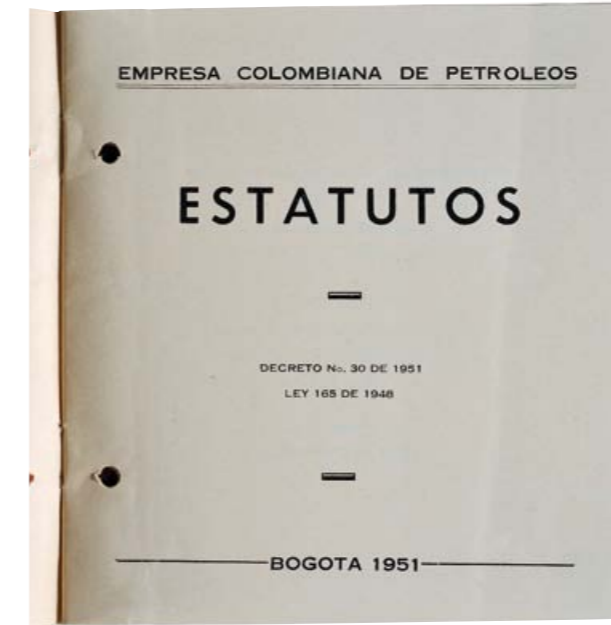 EMPRESA COLOMBIANA DE PETROLEOS
ESTATUTOS
DECRETO No. 30 DE 1951
LEY 165 DE 1948
BOGOTA 1951